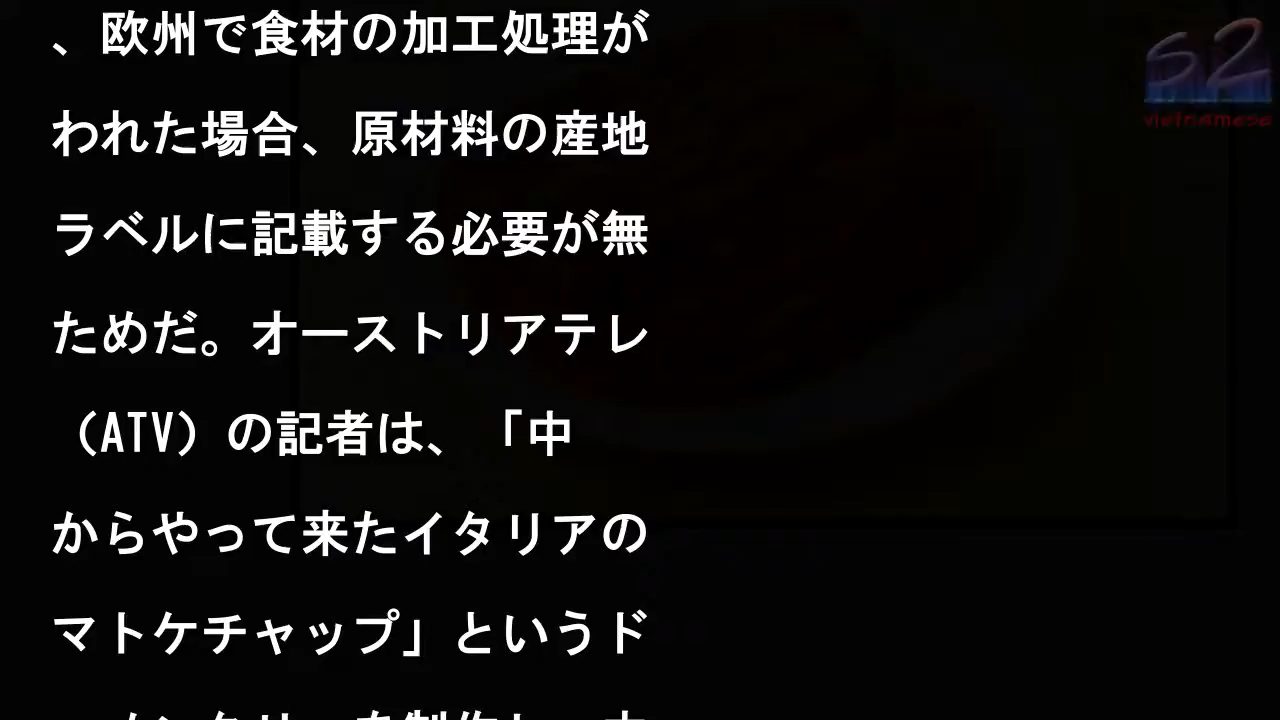 、欧州で食材の加工処理が
われた場合、原材料の産地
ラベルに記載する必要が無
ためだ。オーストリアテレ
（ATV）の記者は、「中
からやって来たイタリアの
マトケチャップ」というド
S2
vietnamese